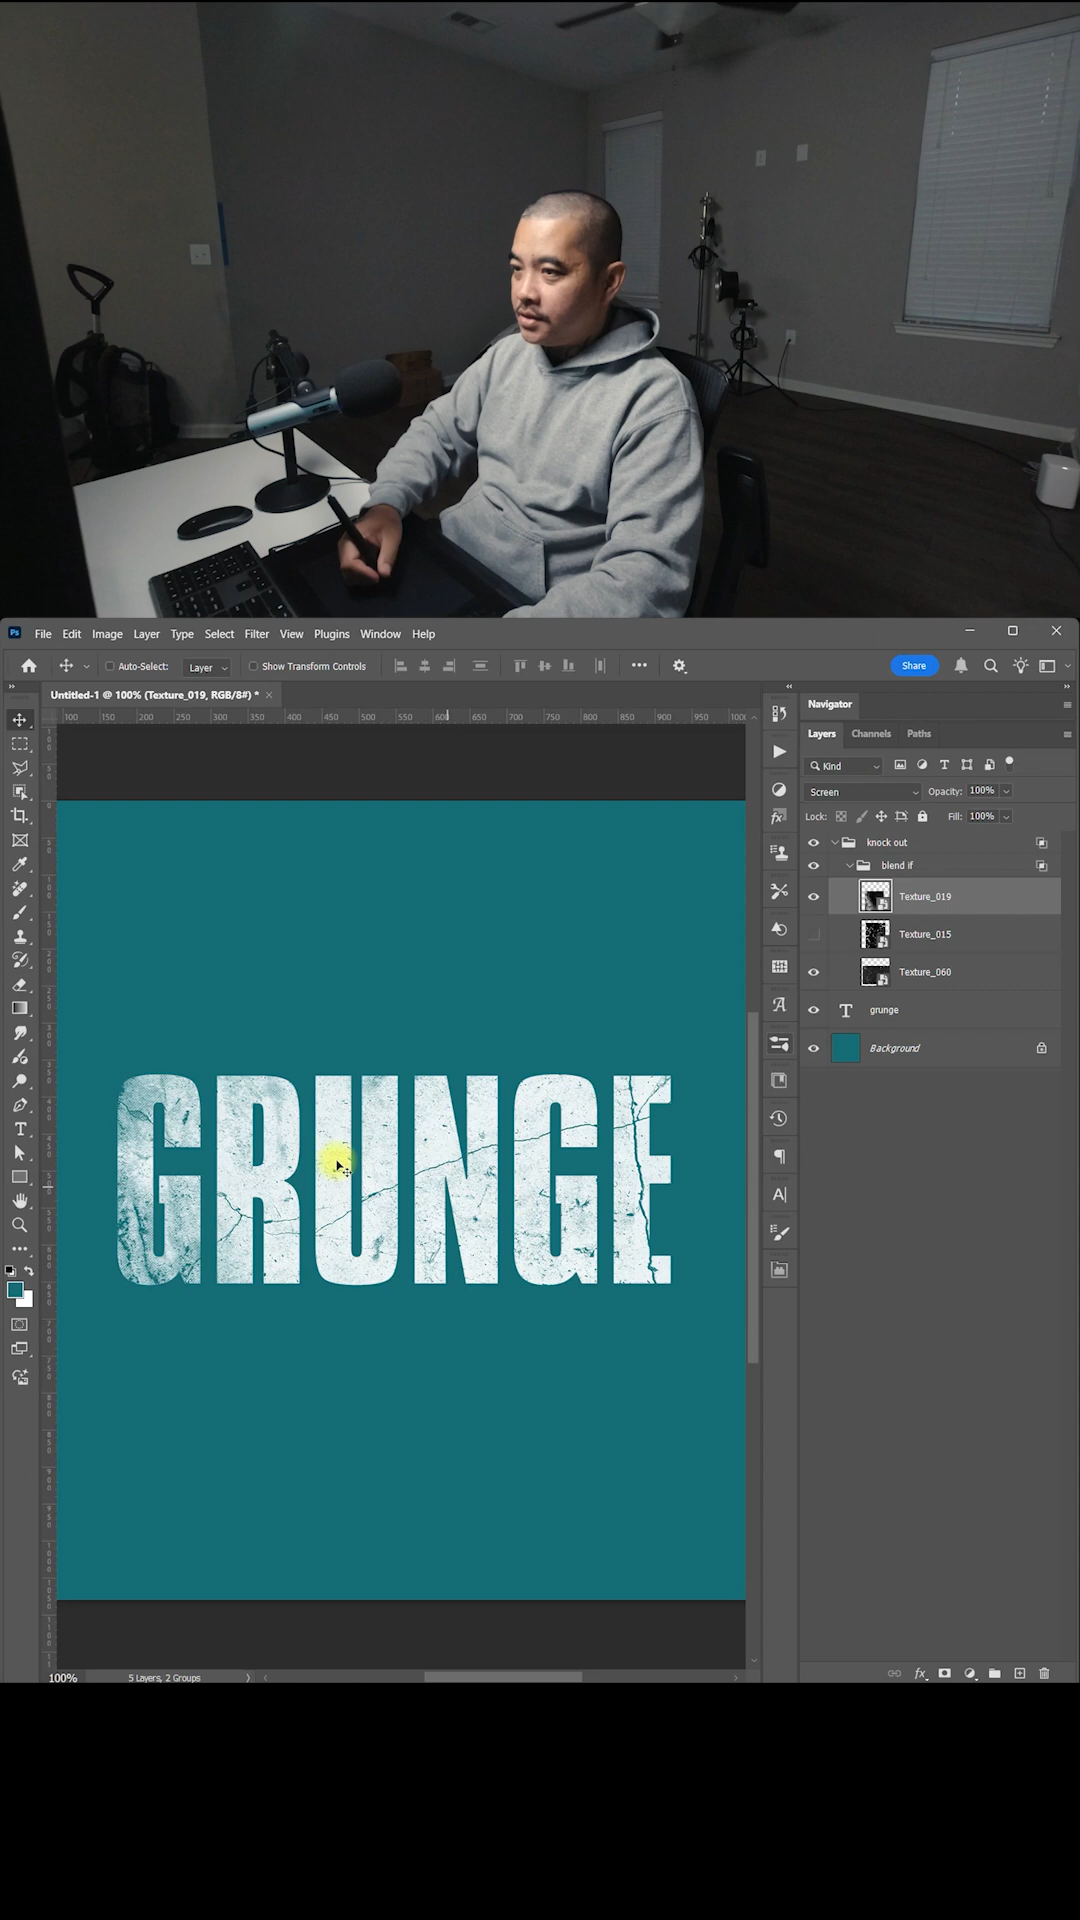 Ps File Edit Image Layer Type Select Filter View Plugins Window Help
Auto-Select: Layer Show Transform Controls ••• Share
Untitled-1 @ 100% (Texture_019, RGB/8#) * ×
100 150 200 250 300 350 400 450 500 550 600 650 700 750 800 850 900 950
Navigator
Layers Channels Paths
Kind
Screen Opacity: 100%
Lock: Fill: 100%
knock out
blend if
Texture_019
Texture_015
Texture_060
grunge
Background
GRUNGE
100% 5 Layers, 2 Groups